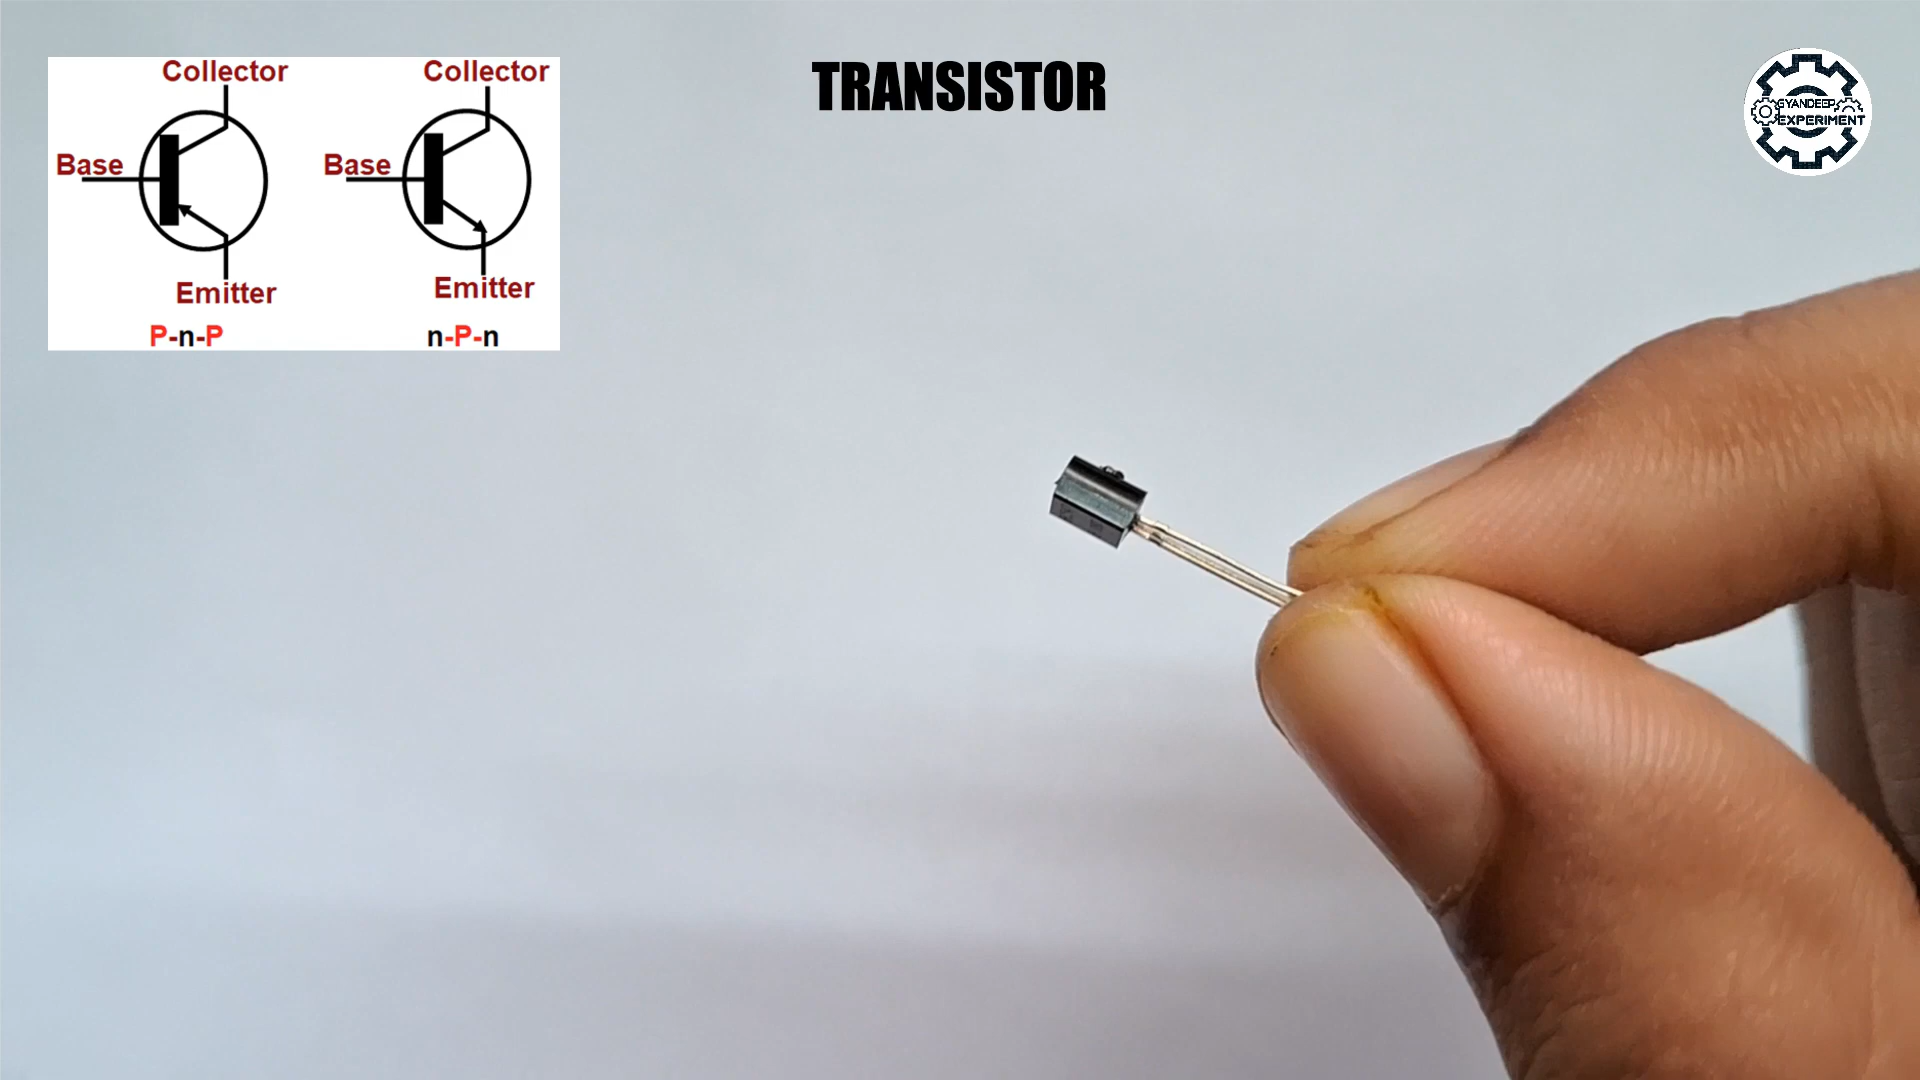 TRANSISTOR
Collector
Collector
Base
Base
Emitter
Emitter
P-n-P
n-P-n
GYANDEEP
EXPERIMENT